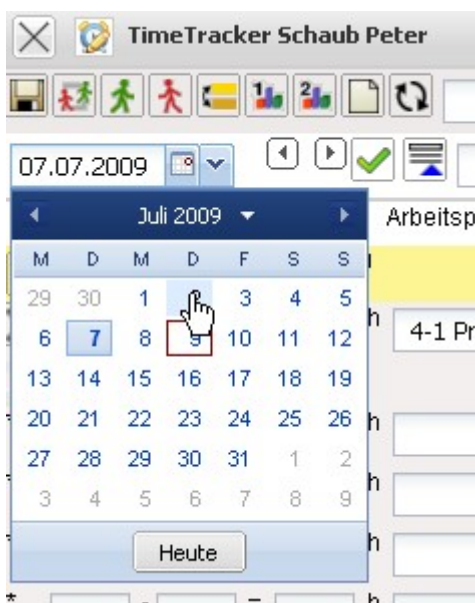 TimeTracker Schaub Peter
1 2
07.07.2009
Juli 2009
Arbeitsp
M D M D F S S
29 30 1 3 4 5
h
4-1 Pr
6 7 8 9 10 11 12
13 14 15 16 17 18 19
20 21 22 23 24 25 26 h
27 28 29 30 31 1 2
3 4 5 6 7 8 9 h
Heute h
* - = h